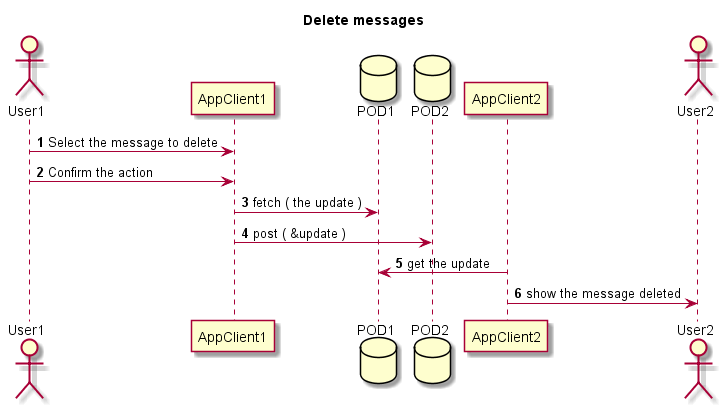 Delete messages
User1
AppClient1
POD1
POD2
AppClient2
User2
1 Select the message to delete
2 Confirm the action
3 fetch ( the update )
4 post ( &update )
5 get the update
6 show the message deleted
User1
AppClient1
POD1
POD2
AppClient2
User2